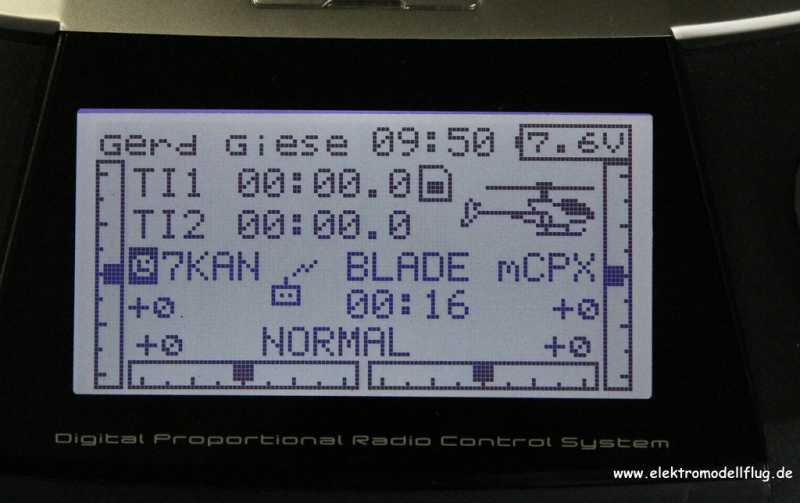 Gerd Giese 09:50 7.6V
TI1 00:00.0
TI2 00:00.0
7KAN BLADE mCPX
+0 00:16 +0
+0 NORMAL +0
Digital Proportional Radio Control System
www.elektromodellflug.de